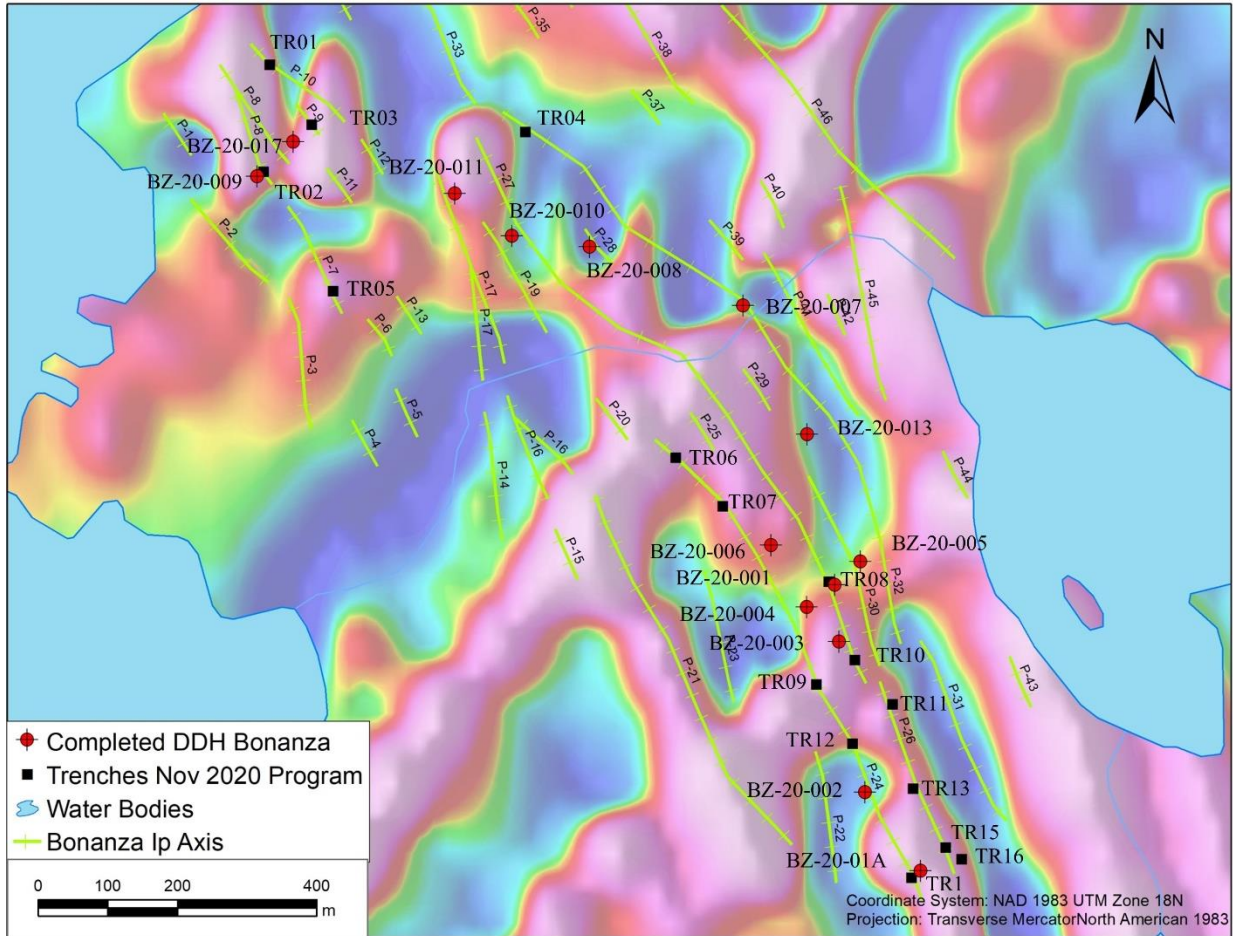 P-35
P-33
P-38
N
TR01
P-10
P-8
P-37
P-46
P-9
TR03
TR04
P-1
P-8
BZ-20-017
P-12
BZ-20-011
P-27
BZ-20-009
TR02
P-11
P-40
P-2
BZ-20-010
P-28
P-39
BZ-20-008
P-7
P-17
P-19
P-45
TR05
BZ-20-007
P-13
P-6
P-17
P-3
P-29
P-5
P-20
P-25
BZ-20-013
P-4
P-16
P-16
TR06
P-44
P-14
TR07
P-15
BZ-20-006
BZ-20-005
BZ-20-001
TR08
P-32
BZ-20-004
P-30
BZ-20-003
P-23
TR10
P-21
TR09
P-43
TR11
P-31
P-26
TR12
BZ-20-002
P-24
TR13
P-22
TR15
BZ-20-01A
TR16
TR1
Completed DDH Bonanza
Trenches Nov 2020 Program
Water Bodies
Bonanza Ip Axis
0 100 200 400
m
Coordinate System: NAD 1983 UTM Zone 18N
Projection: Transverse MercatorNorth American 1983